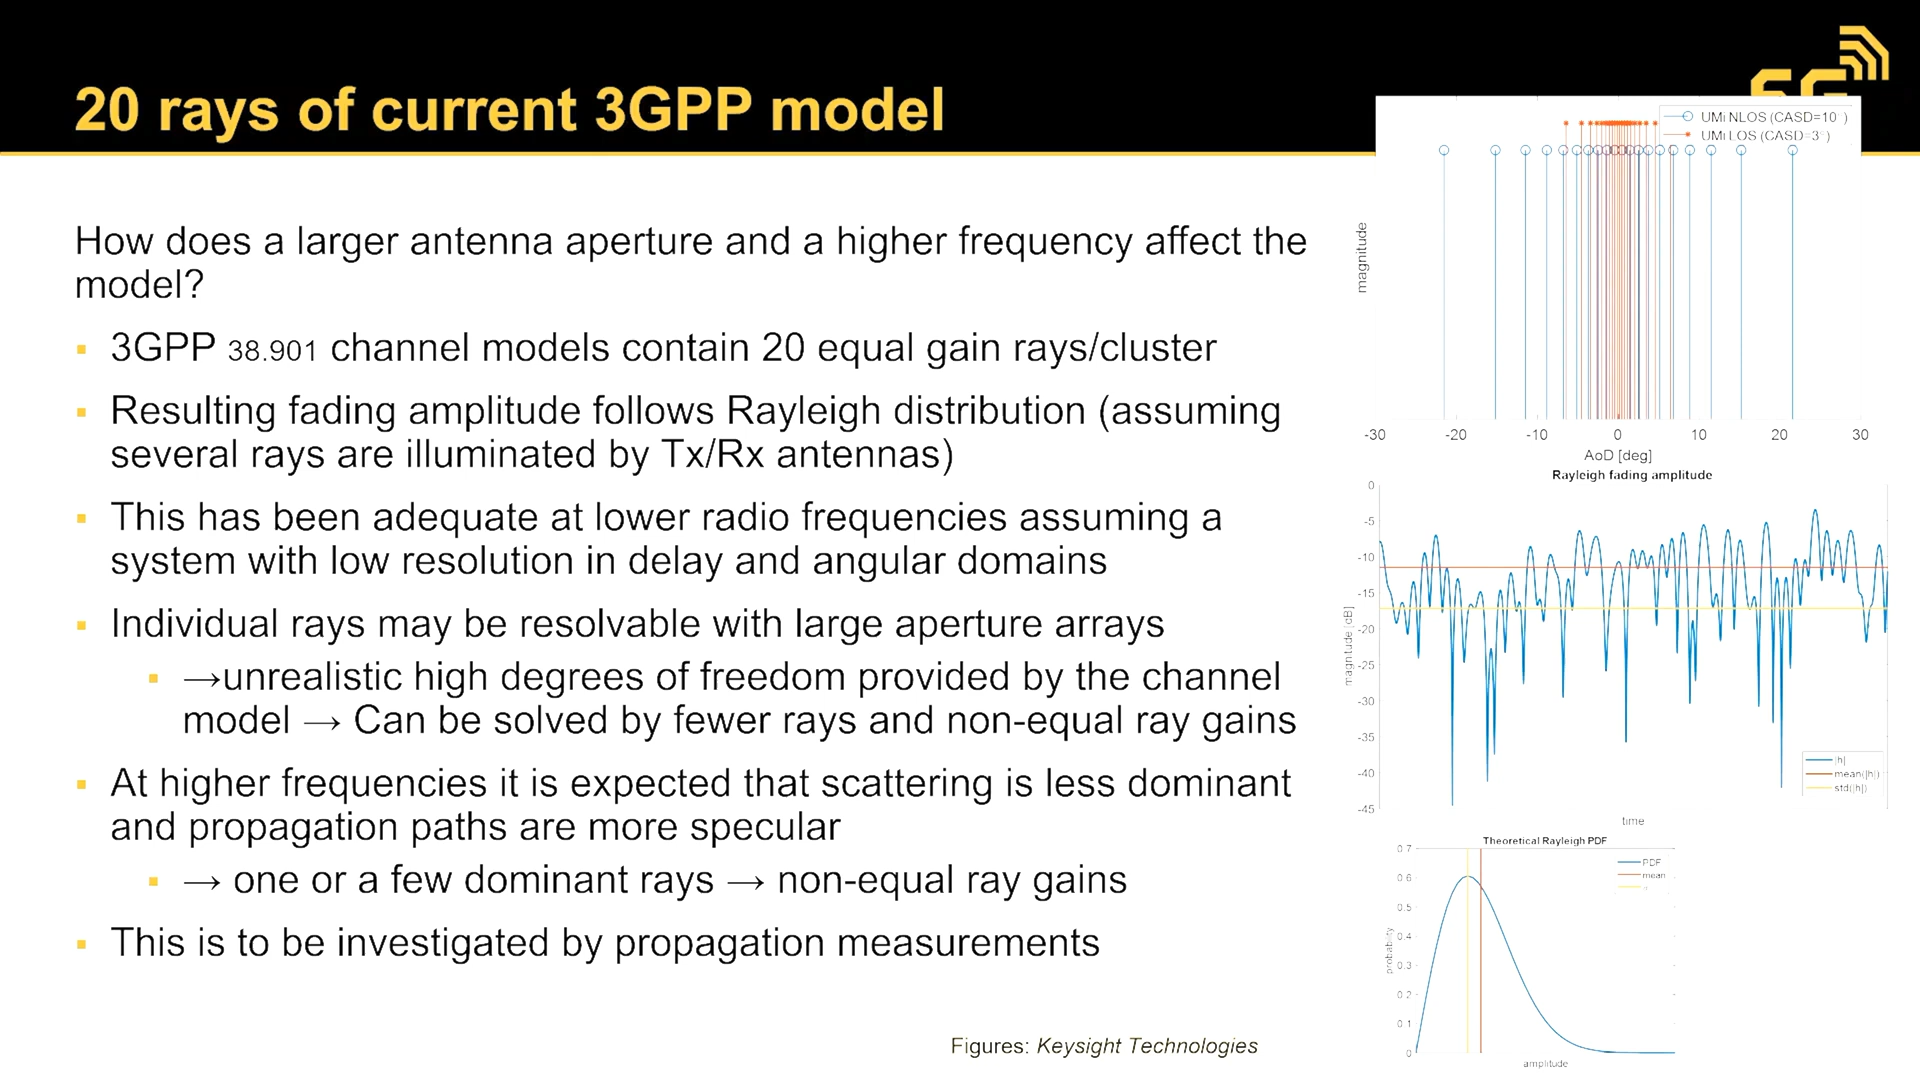 20 rays of current 3GPP model
How does a larger antenna aperture and a higher frequency affect the
model?
▪ 3GPP 38.901 channel models contain 20 equal gain rays/cluster
▪ Resulting fading amplitude follows Rayleigh distribution (assuming
several rays are illuminated by Tx/Rx antennas)
▪ This has been adequate at lower radio frequencies assuming a
system with low resolution in delay and angular domains
▪ Individual rays may be resolvable with large aperture arrays
▪ →unrealistic high degrees of freedom provided by the channel
model → Can be solved by fewer rays and non-equal ray gains
▪ At higher frequencies it is expected that scattering is less dominant
and propagation paths are more specular
▪ → one or a few dominant rays → non-equal ray gains
▪ This is to be investigated by propagation measurements
Figures: Keysight Technologies
UMi NLOS (CASD=10°)
UMi LOS (CASD=3°)
magnitude
-30 -20 -10 0 10 20 30
AoD [deg]
Rayleigh fading amplitude
0
-5
-10
-15
-20
-25
-30
-35
-40
-45
magnitude [dB]
|h|
mean(|h|)
std(|h|)
time
Theoretical Rayleigh PDF
0.7
0.6
0.5
0.4
0.3
0.2
0.1
0
probability
PDF
mean
amplitude